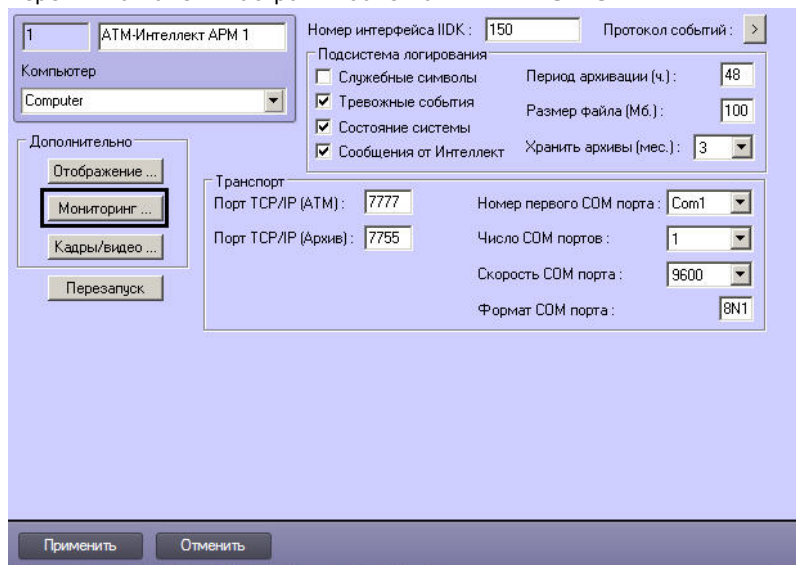 1
АТМ-Интеллект АРМ 1
Компьютер
Computer
Номер интерфейса IIDK :
150
Протокол событий :
>
Подсистема логирования
Служебные символы
Тревожные события
Состояние системы
Сообщения от Интеллект
Период архивации (ч.) :
48
Размер файла (Мб.) :
100
Хранить архивы (мес.) :
3
Дополнительно
Отображение ...
Мониторинг ...
Кадры/видео ...
Перезапуск
Транспорт
Порт TCP/IP (ATM) :
7777
Порт TCP/IP (Архив) :
7755
Номер первого COM порта :
Com1
Число COM портов :
1
Скорость COM порта :
9600
Формат COM порта :
8N1
Применить
Отменить